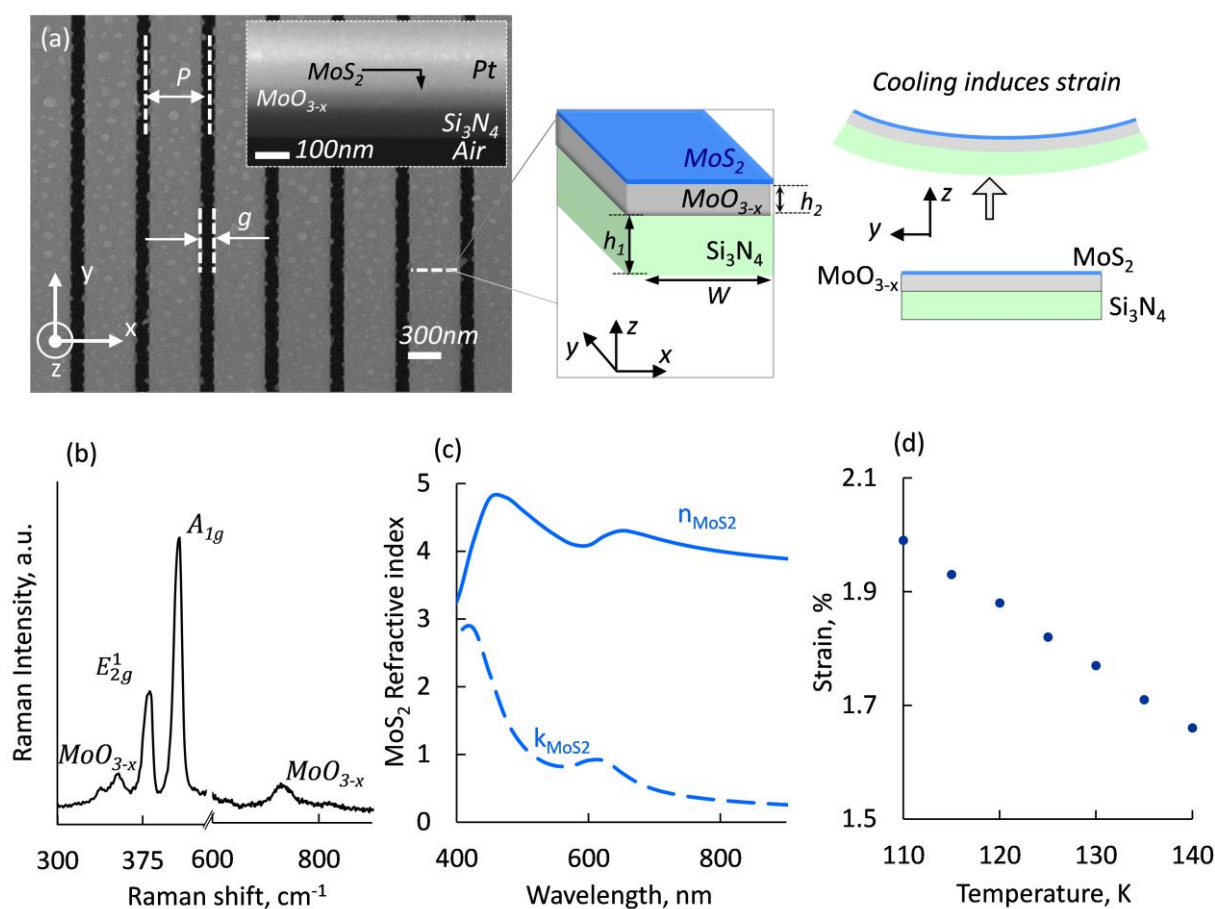 (a)
P
MoS2
Pt
MoO3-x
Si3N4
100nm
Air
g
y
x
z
300nm
MoS2
MoO3-x
h2
h1
Si3N4
W
z
y
x
Cooling induces strain
z
y
MoS2
MoO3-x
Si3N4
(b)
Raman Intensity, a.u.
A1g
E12g
MoO3-x
MoO3-x
300
375
600
800
Raman shift, cm-1
(c)
MoS2 Refractive index
5
4
3
2
1
0
nMoS2
kMoS2
400
600
800
Wavelength, nm
(d)
Strain, %
2.1
1.9
1.7
1.5
110
120
130
140
Temperature, K